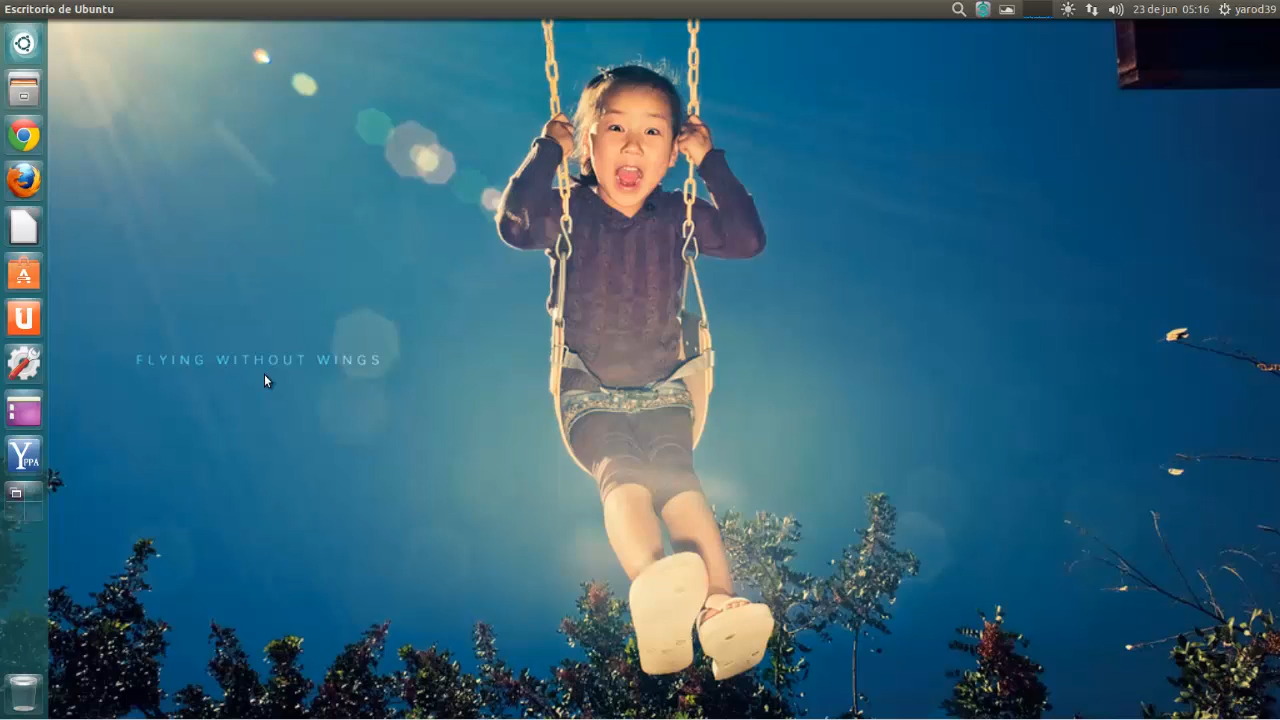 Escritorio de Ubuntu
23 de jun 05:16
yarod39
FLYING WITHOUT WINGS
Y PPA